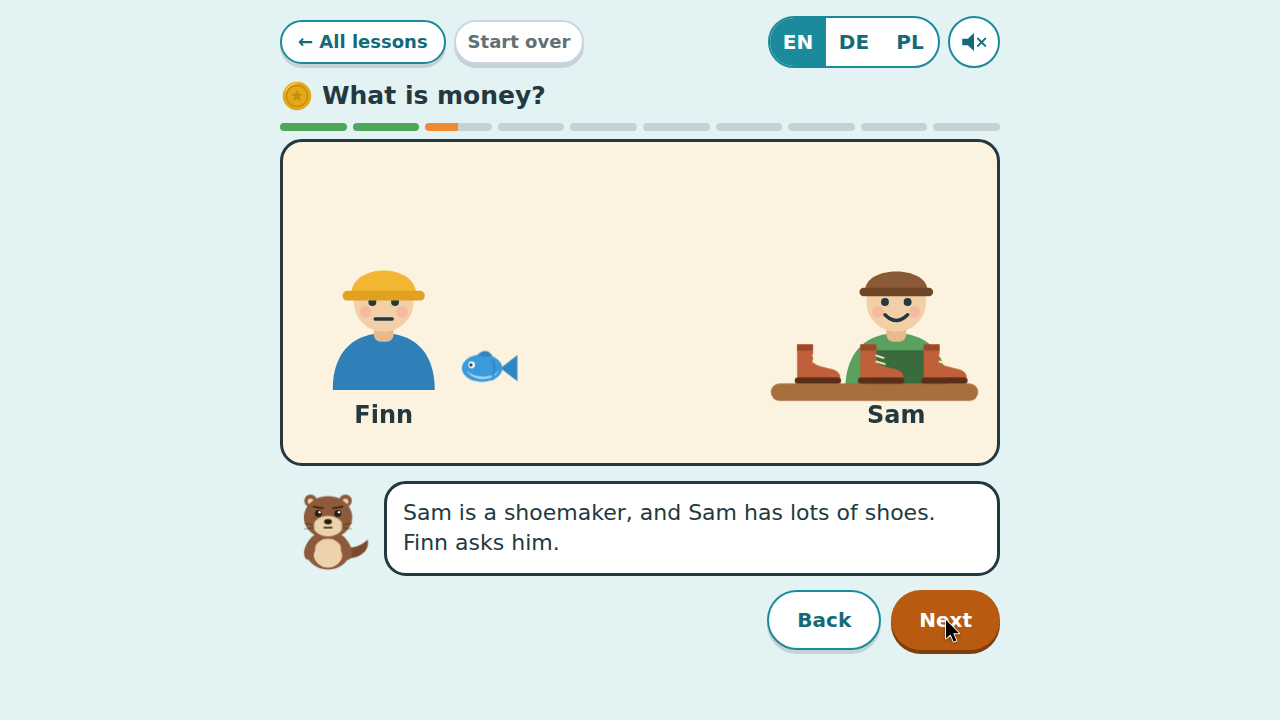 ← All lessons
Start over
EN DE PL
What is money?
Finn
Sam
Sam is a shoemaker, and Sam has lots of shoes.
Finn asks him.
Back
Next